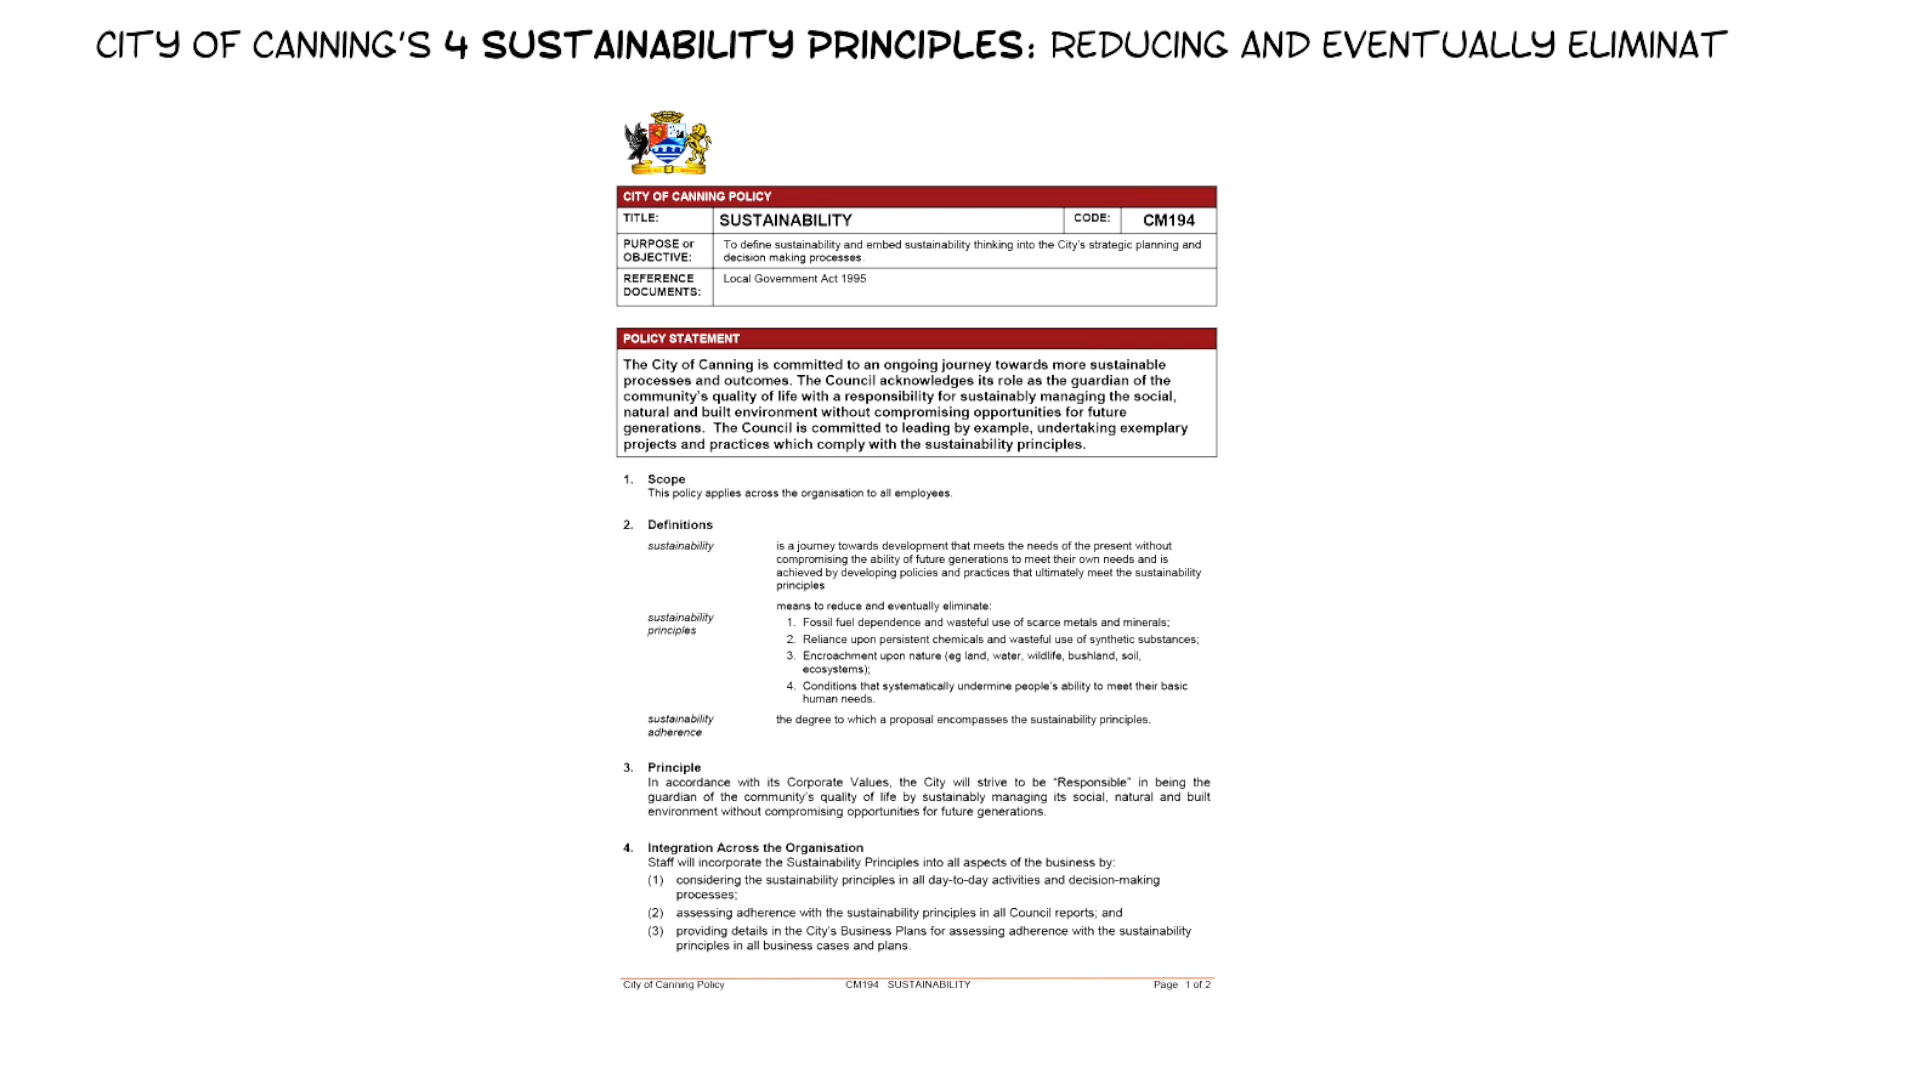 CITY OF CANNING'S 4 SUSTAINABILITY PRINCIPLES: REDUCING AND EVENTUALLY ELIMINAT
CITY OF CANNING POLICY
TITLE: SUSTAINABILITY CODE: CM194
PURPOSE or OBJECTIVE: To define sustainability and embed sustainability thinking into the City's strategic planning and
decision making processes.
REFERENCE DOCUMENTS: Local Government Act 1995
POLICY STATEMENT
The City of Canning is committed to an ongoing journey towards more sustainable
processes and outcomes. The Council acknowledges its role as the guardian of the
community's quality of life with a responsibility for sustainably managing the social,
natural and built environment without compromising opportunities for future
generations. The Council is committed to leading by example, undertaking exemplary
projects and practices which comply with the sustainability principles.
1. Scope
This policy applies across the organisation to all employees.
2. Definitions
sustainability is a journey towards development that meets the needs of the present without
compromising the ability of future generations to meet their own needs and is
achieved by developing policies and practices that ultimately meet the sustainability
principles
means to reduce and eventually eliminate:
sustainability principles
1. Fossil fuel dependence and wasteful use of scarce metals and minerals;
2. Reliance upon persistent chemicals and wasteful use of synthetic substances;
3. Encroachment upon nature (eg land, water, wildlife, bushland, soil,
ecosystems);
4. Conditions that systematically undermine people's ability to meet their basic
human needs.
sustainability adherence the degree to which a proposal encompasses the sustainability principles.
3. Principle
In accordance with its Corporate Values, the City will strive to be "Responsible" in being the
guardian of the community's quality of life by sustainably managing its social, natural and built
environment without compromising opportunities for future generations.
4. Integration Across the Organisation
Staff will incorporate the Sustainability Principles into all aspects of the business by:
(1) considering the sustainability principles in all day-to-day activities and decision-making
processes;
(2) assessing adherence with the sustainability principles in all Council reports; and
(3) providing details in the City's Business Plans for assessing adherence with the sustainability
principles in all business cases and plans.
City of Canning Policy CM194 SUSTAINABILITY Page 1 of 2